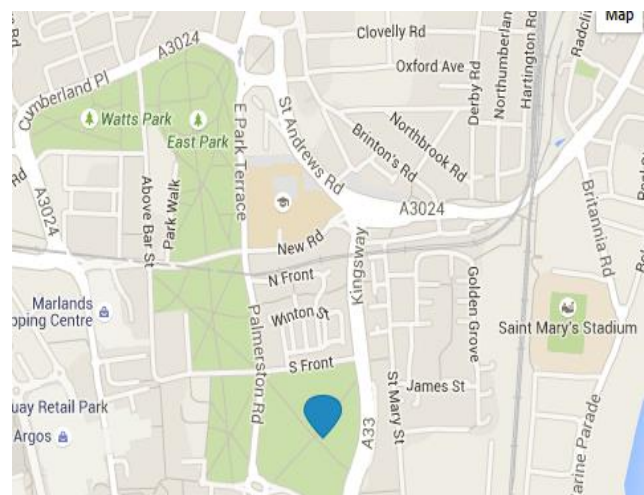 Map
Clovelly Rd
A3024
Oxford Ave
Derby Rd
Northumberlan
Hartington Rd
Radcli
Cumberland Pl
Watts Park
East Park
E Park Terrace
St Andrews Rd
Northbrook Rd
Brinton's Rd
Rd
A3024
Above Bar St
Park Walk
A3024
Britannia Rd
New Rd
Kingsway
N Front
Golden Grove
Marlands
pping Centre
Palmerston Rd
Winton St
Saint Mary's Stadium
S Front
St Mary St
James St
uay Retail Park
Argos
A33
arine Parade